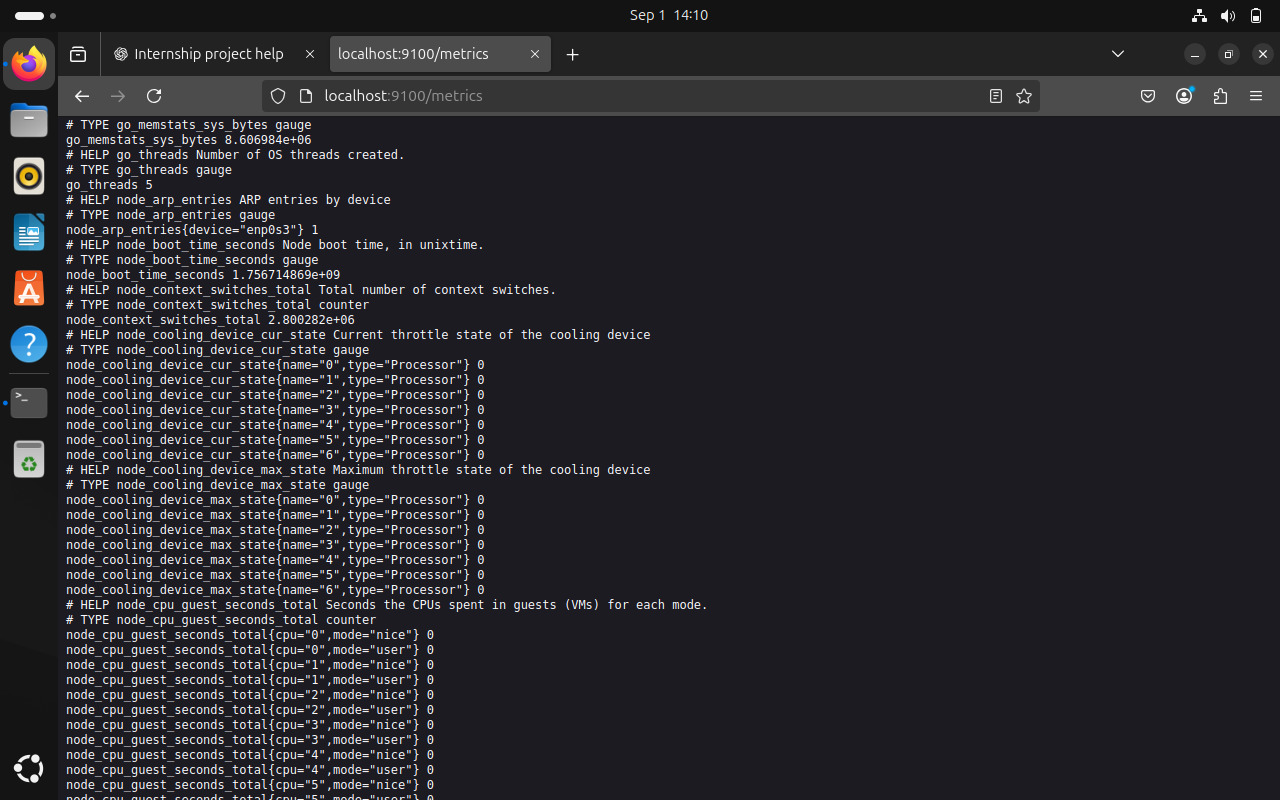 Sep 1 14:10
Internship project help
localhost:9100/metrics
localhost:9100/metrics
# TYPE go_memstats_sys_bytes gauge
go_memstats_sys_bytes 8.606984e+06
# HELP go_threads Number of OS threads created.
# TYPE go_threads gauge
go_threads 5
# HELP node_arp_entries ARP entries by device
# TYPE node_arp_entries gauge
node_arp_entries{device="enp0s3"} 1
# HELP node_boot_time_seconds Node boot time, in unixtime.
# TYPE node_boot_time_seconds gauge
node_boot_time_seconds 1.756714869e+09
# HELP node_context_switches_total Total number of context switches.
# TYPE node_context_switches_total counter
node_context_switches_total 2.800282e+06
# HELP node_cooling_device_cur_state Current throttle state of the cooling device
# TYPE node_cooling_device_cur_state gauge
node_cooling_device_cur_state{name="0",type="Processor"} 0
node_cooling_device_cur_state{name="1",type="Processor"} 0
node_cooling_device_cur_state{name="2",type="Processor"} 0
node_cooling_device_cur_state{name="3",type="Processor"} 0
node_cooling_device_cur_state{name="4",type="Processor"} 0
node_cooling_device_cur_state{name="5",type="Processor"} 0
node_cooling_device_cur_state{name="6",type="Processor"} 0
# HELP node_cooling_device_max_state Maximum throttle state of the cooling device
# TYPE node_cooling_device_max_state gauge
node_cooling_device_max_state{name="0",type="Processor"} 0
node_cooling_device_max_state{name="1",type="Processor"} 0
node_cooling_device_max_state{name="2",type="Processor"} 0
node_cooling_device_max_state{name="3",type="Processor"} 0
node_cooling_device_max_state{name="4",type="Processor"} 0
node_cooling_device_max_state{name="5",type="Processor"} 0
node_cooling_device_max_state{name="6",type="Processor"} 0
# HELP node_cpu_guest_seconds_total Seconds the CPUs spent in guests (VMs) for each mode.
# TYPE node_cpu_guest_seconds_total counter
node_cpu_guest_seconds_total{cpu="0",mode="nice"} 0
node_cpu_guest_seconds_total{cpu="0",mode="user"} 0
node_cpu_guest_seconds_total{cpu="1",mode="nice"} 0
node_cpu_guest_seconds_total{cpu="1",mode="user"} 0
node_cpu_guest_seconds_total{cpu="2",mode="nice"} 0
node_cpu_guest_seconds_total{cpu="2",mode="user"} 0
node_cpu_guest_seconds_total{cpu="3",mode="nice"} 0
node_cpu_guest_seconds_total{cpu="3",mode="user"} 0
node_cpu_guest_seconds_total{cpu="4",mode="nice"} 0
node_cpu_guest_seconds_total{cpu="4",mode="user"} 0
node_cpu_guest_seconds_total{cpu="5",mode="nice"} 0
node_cpu_guest_seconds_total{cpu="5",mode="user"} 0